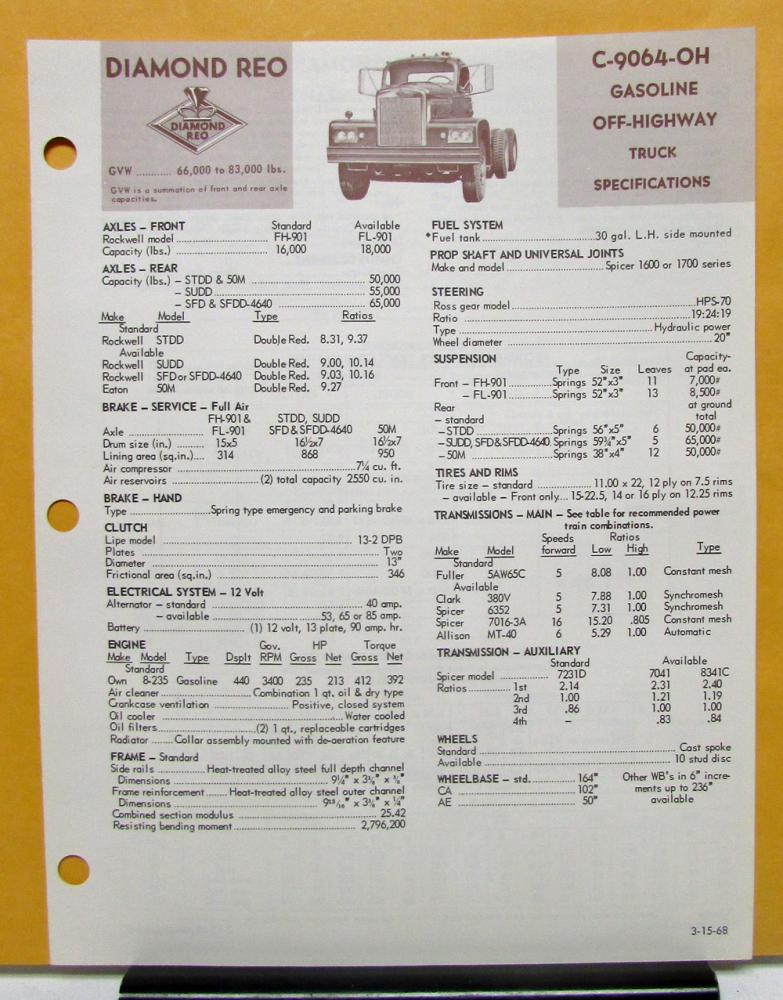 DIAMOND REO
DIAMOND
REO
GVW ........... 66,000 to 83,000 lbs.
GVW is a summation of front and rear axle
capacities.
C-9064-OH
GASOLINE
OFF-HIGHWAY
TRUCK
SPECIFICATIONS
AXLES – FRONT Standard Available
Rockwell model ........ FH-901 FL-901
Capacity (lbs.) ........ 16,000 18,000
AXLES – REAR
Capacity (lbs.) – STDD & 50M ........ 50,000
– SUDD ........ 55,000
– SFD & SFDD-4640 ........ 65,000
Make Model Type Ratios
Standard
Rockwell STDD Double Red. 8.31, 9.37
Available
Rockwell SUDD Double Red. 9.00, 10.14
Rockwell SFD or SFDD-4640 Double Red. 9.03, 10.16
Eaton 50M Double Red. 9.27
BRAKE – SERVICE – Full Air
FH-901 & STDD, SUDD
Axle ........ FL-901 SFD & SFDD-4640 50M
Drum size (in.) ........ 15x5 16½x7 16½x7
Lining area (sq.in.) .... 314 868 950
Air compressor ........ 7¼ cu. ft.
Air reservoirs ........ (2) total capacity 2550 cu. in.
BRAKE – HAND
Type ........ Spring type emergency and parking brake
CLUTCH
Lipe model ........ 13-2 DPB
Plates ........ Two
Diameter ........ 13"
Frictional area (sq.in.) ........ 346
ELECTRICAL SYSTEM – 12 Volt
Alternator – standard ........ 40 amp.
– available ........ 53, 65 or 85 amp.
Battery ........ (1) 12 volt, 13 plate, 90 amp. hr.
ENGINE Gov. HP Torque
Make Model Type Dsplt RPM Gross Net Gross Net
Standard
Own 8-235 Gasoline 440 3400 235 213 412 392
Air cleaner ........ Combination 1 qt. oil & dry type
Crankcase ventilation ........ Positive, closed system
Oil cooler ........ Water cooled
Oil filters ........ (2) 1 qt., replaceable cartridges
Radiator ........ Collar assembly mounted with de-aeration feature
FRAME – Standard
Side rails ........ Heat-treated alloy steel full depth channel
Dimensions ........ 9¼" x 3⅜" x ⅜"
Frame reinforcement ........ Heat-treated alloy steel outer channel
Dimensions ........ 9¹³⁄₁₆" x 3⅜" x ¼"
Combined section modulus ........ 25.42
Resisting bending moment ........ 2,796,200
FUEL SYSTEM
*Fuel tank ........ 30 gal. L.H. side mounted
PROP SHAFT AND UNIVERSAL JOINTS
Make and model ........ Spicer 1600 or 1700 series
STEERING
Ross gear model ........ HPS-70
Ratio ........ 19:24:19
Type ........ Hydraulic power
Wheel diameter ........ 20"
SUSPENSION Capacity-
Type Size Leaves at pad ea.
Front – FH-901 ........ Springs 52"x3" 11 7,000#
– FL-901 ........ Springs 52"x3" 13 8,500#
Rear at ground
– standard total
– STDD ........ Springs 56"x5" 6 50,000#
– SUDD, SFD & SFDD-4640 Springs 59¾"x5" 5 65,000#
– 50M ........ Springs 38"x4" 12 50,000#
TIRES AND RIMS
Tire size – standard ........ 11.00 x 22, 12 ply on 7.5 rims
– available – Front only... 15-22.5, 14 or 16 ply on 12.25 rims
TRANSMISSIONS – MAIN – See table for recommended power
train combinations.
Speeds Ratios
Make Model forward Low High Type
Standard
Fuller 5AW65C 5 8.08 1.00 Constant mesh
Available
Clark 380V 5 7.88 1.00 Synchromesh
Spicer 6352 5 7.31 1.00 Synchromesh
Spicer 7016-3A 16 15.20 .805 Constant mesh
Allison MT-40 6 5.29 1.00 Automatic
TRANSMISSION – AUXILIARY
Standard Available
Spicer model ........ 7231D 7041 8341C
Ratios ........ 1st 2.14 2.31 2.40
2nd 1.00 1.21 1.19
3rd .86 1.00 1.00
4th – .83 .84
WHEELS
Standard ........ Cast spoke
Available ........ 10 stud disc
WHEELBASE – std. ........ 164" Other WB's in 6" incre-
CA ........ 102" ments up to 236"
AE ........ 50" available
3-15-68